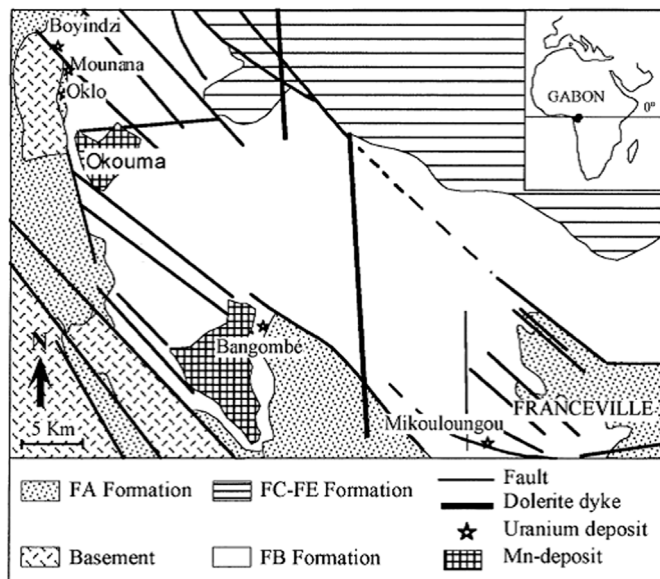 Boyindzi
Mounana
Oklo
GABON
0°
Okouma
N
Bangombé
5 Km
Mikouloungou
FRANCEVILLE
FA Formation
FC-FE Formation
Fault
Dolerite dyke
Uranium deposit
Basement
FB Formation
Mn-deposit